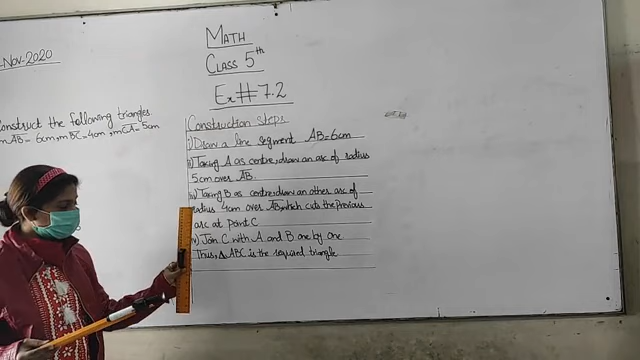 -Nov-2020
MATH
CLASS 5th
Ex#7.2
Construct the following triangles
mAB= 6cm, mBC=4cm, mCA=5cm
Construction steps
i) Draw a line segment AB=6cm
ii) Taking A as centre, draw an arc of radius
5cm over AB.
iii) Taking B as centre, draw an other arc of
radius 4cm over AB, which cuts the previous
arc at point C
iv) Join C with A and B one by one
Thus, △ ABC is the required triangle